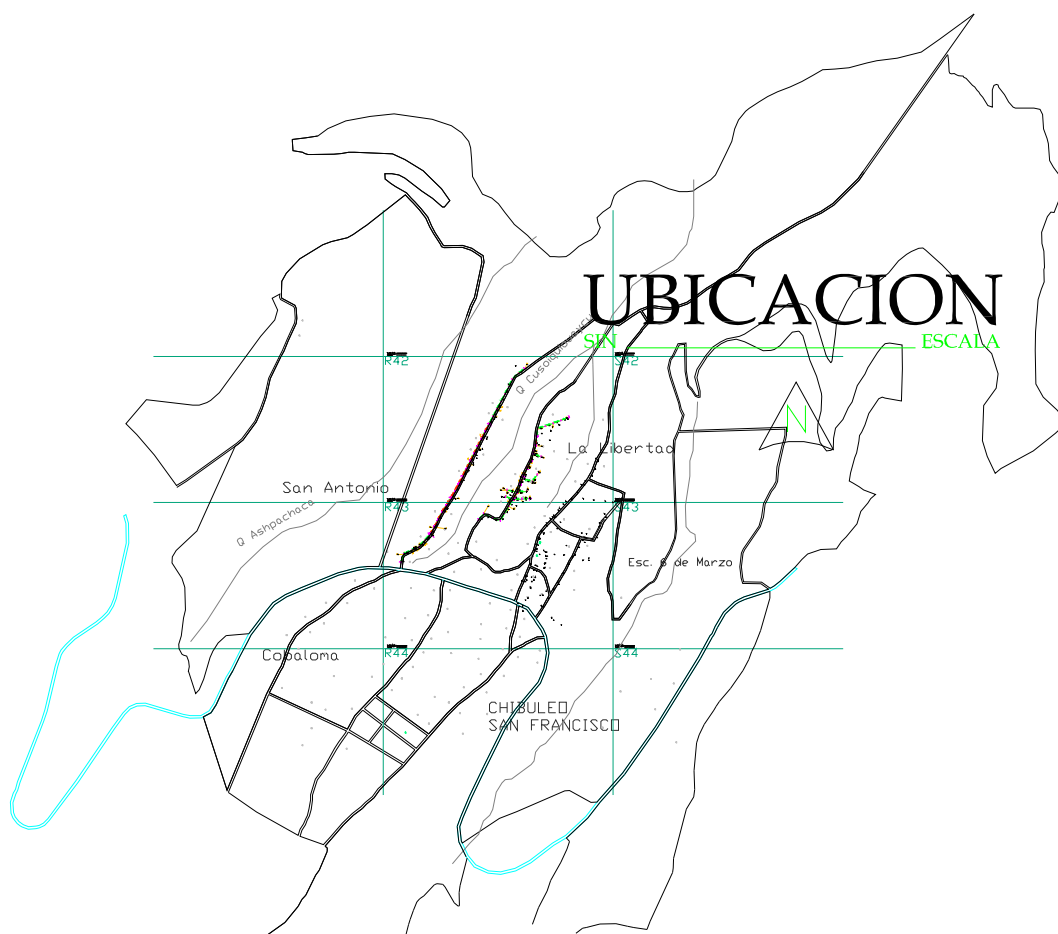 UBICACION
SIN ESCALA
R42
S42
N
La Libertad
San Antonio
R43
S43
Q Ashpachaca
Esc. 6 de Marzo
Cobaloma
R44
S44
CHIBULEO
SAN FRANCISCO